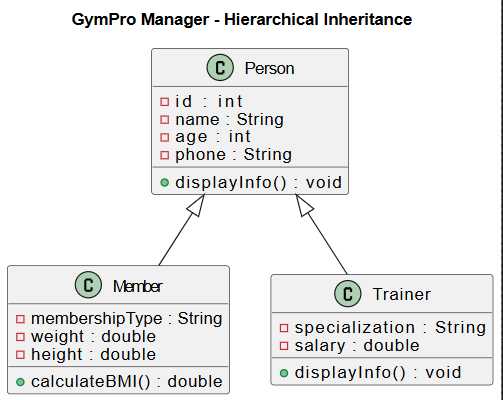 GymPro Manager - Hierarchical Inheritance
C Person
id : int
name : String
age : int
phone : String
displayInfo() : void
C Member
membershipType : String
weight : double
height : double
calculateBMI() : double
C Trainer
specialization : String
salary : double
displayInfo() : void